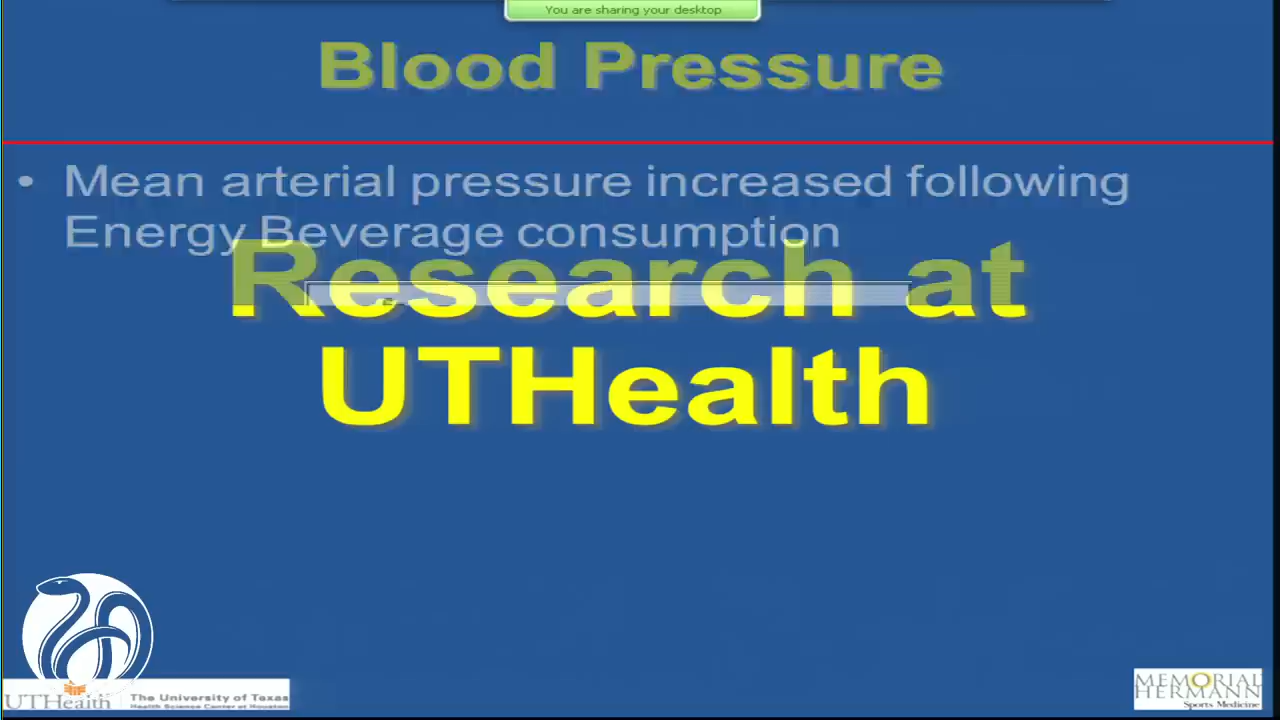 You are sharing your desktop
Blood Pressure
• Mean arterial pressure increased following
Energy Beverage consumption
Research at
UTHealth
UTHealth
The University of Texas
Health Science Center at Houston
MEMORIAL
HERMANN
Sports Medicine